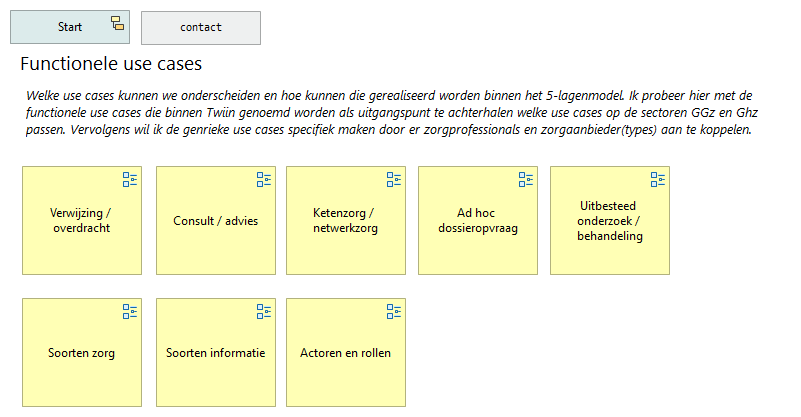 Start
contact
Functionele use cases
Welke use cases kunnen we onderscheiden en hoe kunnen die gerealiseerd worden binnen het 5-lagenmodel. Ik probeer hier met de
functionele use cases die binnen Twiin genoemd worden als uitgangspunt te achterhalen welke use cases op de sectoren GGz en Ghz
passen. Vervolgens wil ik de genrieke use cases specifiek maken door er zorgprofessionals en zorgaanbieder(types) aan te koppelen.
Verwijzing /
overdracht
Consult / advies
Ketenzorg /
netwerkzorg
Ad hoc
dossieropvraag
Uitbesteed
onderzoek /
behandeling
Soorten zorg
Soorten informatie
Actoren en rollen